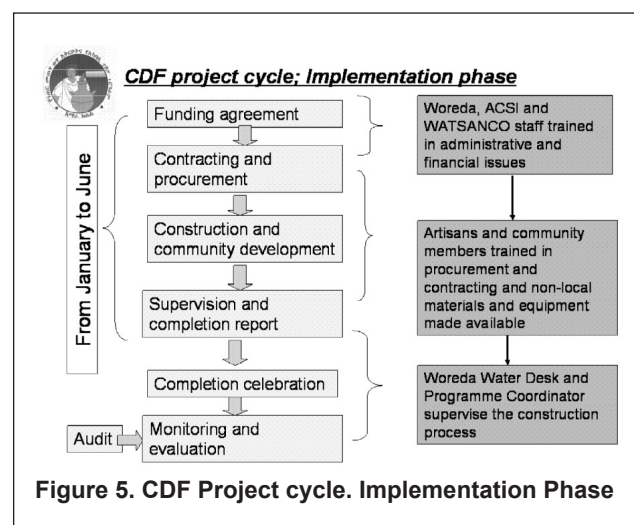 CDF project cycle; Implementation phase
From January to June
Funding agreement
Contracting and
procurement
Construction and
community development
Supervision and
completion report
Completion celebration
Audit
Monitoring and
evaluation
Woreda, ACSI and
WATSANCO staff trained
in administrative and
financial issues
Artisans and community
members trained in
procurement and
contracting and non-local
materials and equipment
made available
Woreda Water Desk and
Programme Coordinator
supervise the construction
process
Figure 5. CDF Project cycle. Implementation Phase